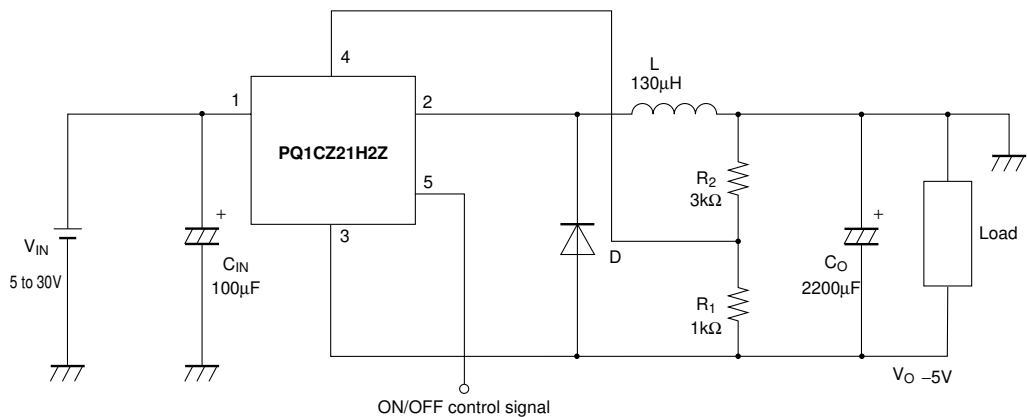 4
L
130μH
1
2
PQ1CZ21H2Z
5
R2
3kΩ
+
+
3
VIN
5 to 30V
CIN
100μF
D
CO
2200μF
Load
R1
1kΩ
VO –5V
ON/OFF control signal